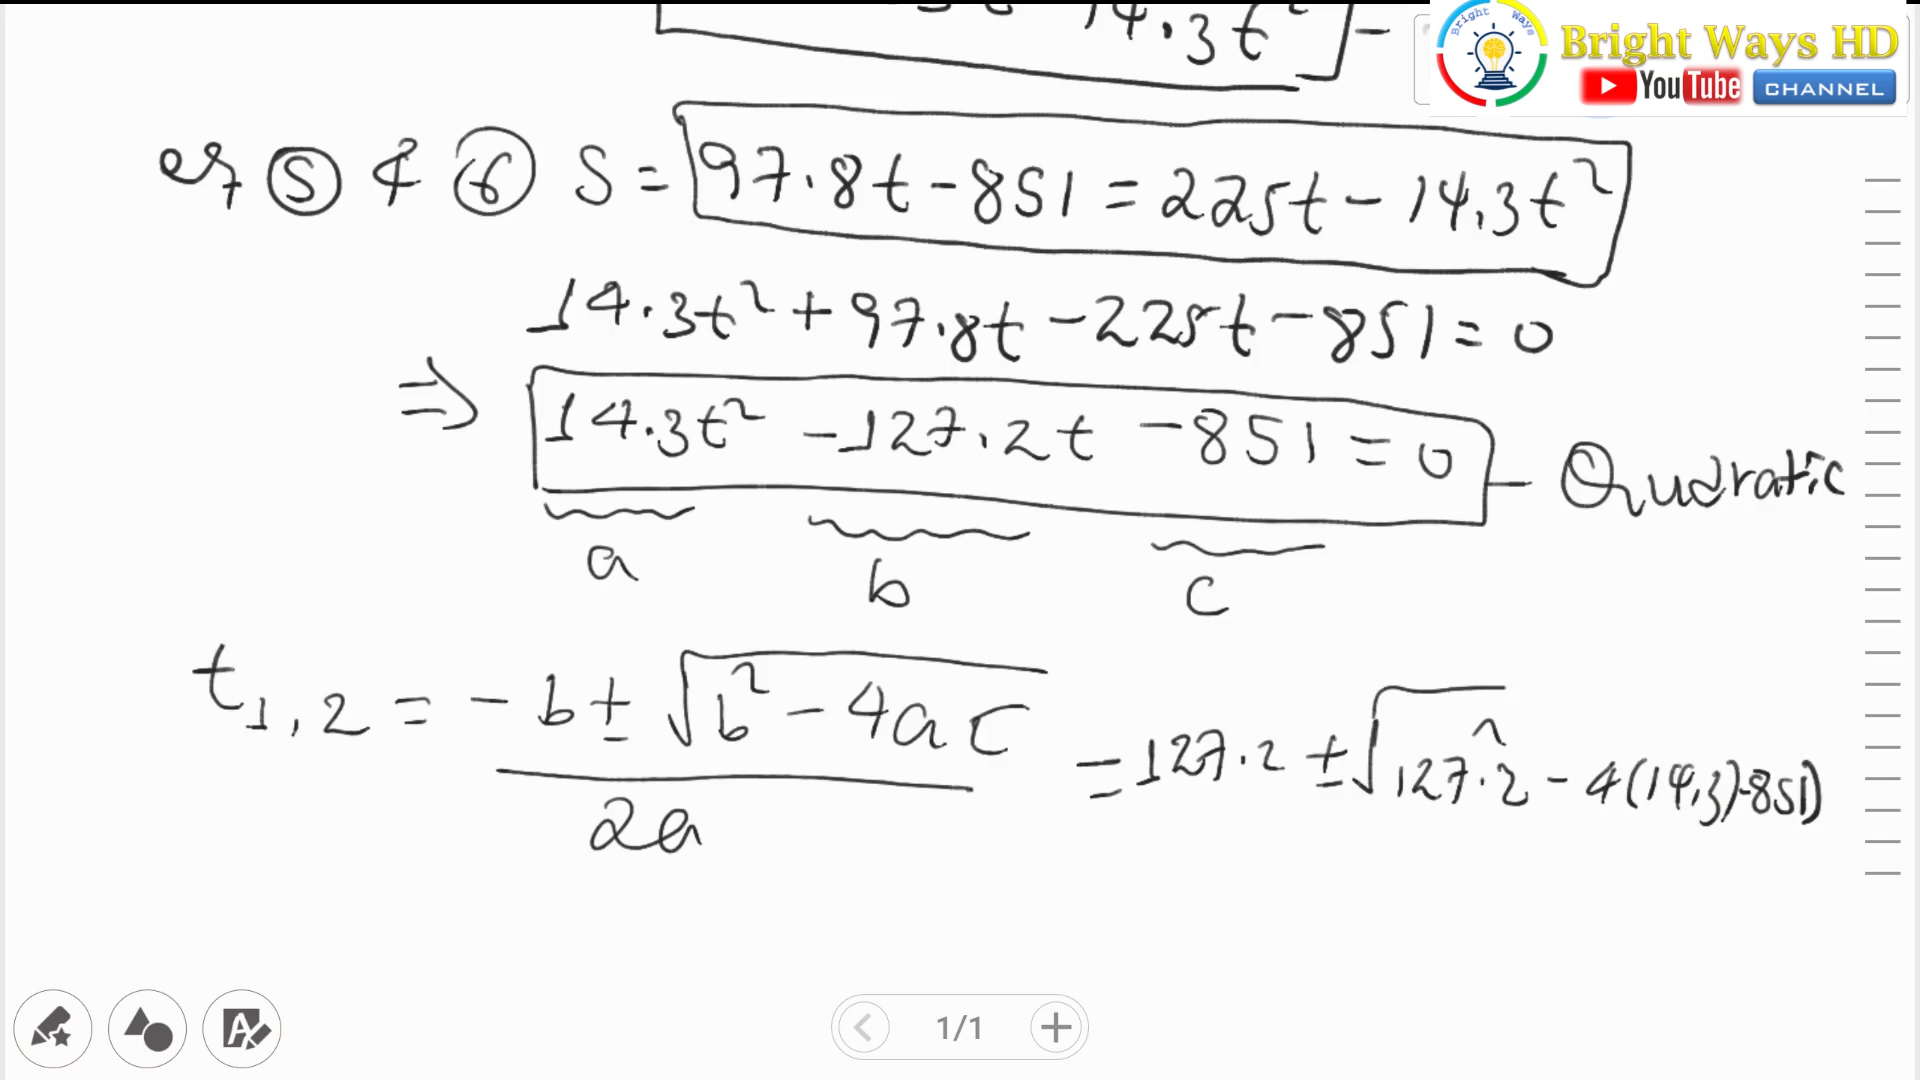 14.3t² -
Bright Ways
Bright Ways HD
YouTube CHANNEL
⑤ & ⑥ S = 97.8t - 851 = 225t - 14.3t²
14.3t² + 97.8t - 225t - 851 = 0
⇒ 14.3t² - 127.2t - 851 = 0 - Quadratic
a b c
t1,2 = - b ± √b² - 4ac = 127.2 ± √127.2² - 4(14.3)-851)
2a
1/1